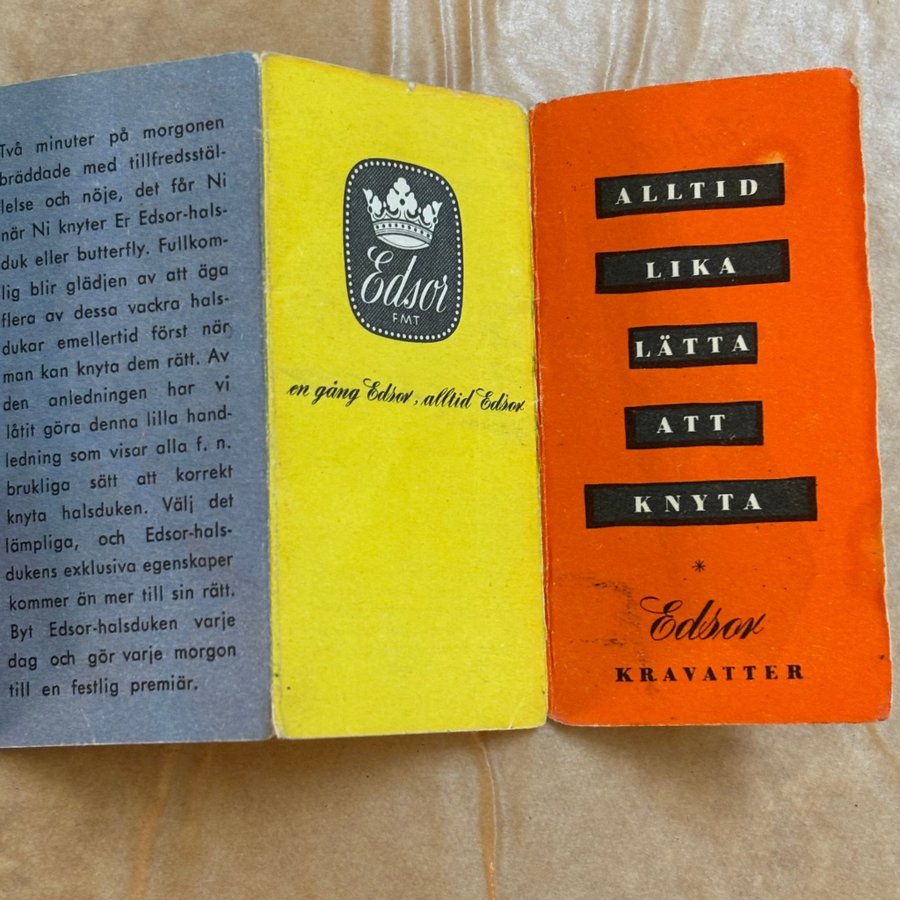 Två minuter på morgonen
bräddade med tillfredsstäl-
lelse och nöje, det får Ni
när Ni knyter Er Edsor-hals-
duk eller butterfly. Fullkom-
lig blir glädjen av att äga
flera av dessa vackra hals-
dukar emellertid först när
man kan knyta dem rätt. Av
den anledningen har vi
låtit göra denna lilla hand-
ledning som visar alla f. n.
brukliga sätt att korrekt
knyta halsduken. Välj det
lämpliga, och Edsor-hals-
dukens exklusiva egenskaper
kommer än mer till sin rätt.
Byt Edsor-halsduken varje
dag och gör varje morgon
till en festlig premiär.
Edsor
FMT
en gång Edsor, alltid Edsor
ALLTID
LIKA
LÄTTA
ATT
KNYTA
*
Edsor
KRAVATTER